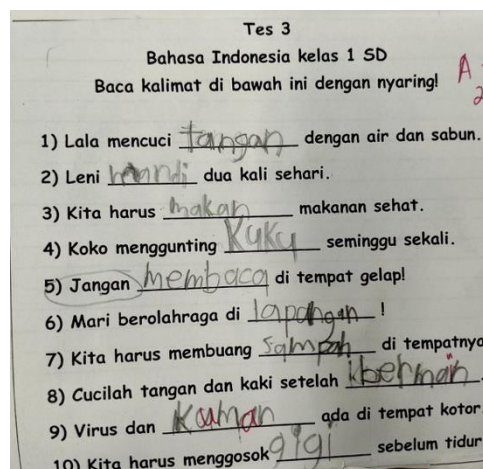 Tes 3
Bahasa Indonesia kelas 1 SD
Baca kalimat di bawah ini dengan nyaring!
A
2
1) Lala mencuci tangan dengan air dan sabun.
2) Leni mandi dua kali sehari.
3) Kita harus makan makanan sehat.
4) Koko menggunting Kuku seminggu sekali.
5) Jangan membaca di tempat gelap!
6) Mari berolahraga di lapangan !
7) Kita harus membuang sampah di tempatnya
8) Cucilah tangan dan kaki setelah bermain.
9) Virus dan Kuman ada di tempat kotor
10) Kita harus menggosok gigi sebelum tidur